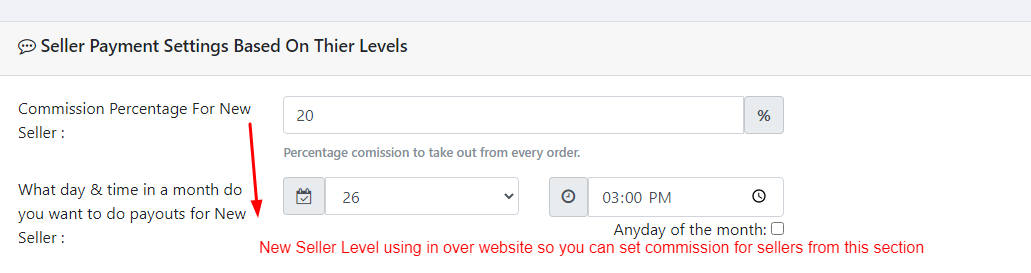 Seller Payment Settings Based On Thier Levels
Commission Percentage For New
Seller :
20
%
Percentage comission to take out from every order.
What day & time in a month do
you want to do payouts for New
Seller :
26
03:00 PM
Anyday of the month:
New Seller Level using in over website so you can set commission for sellers from this section